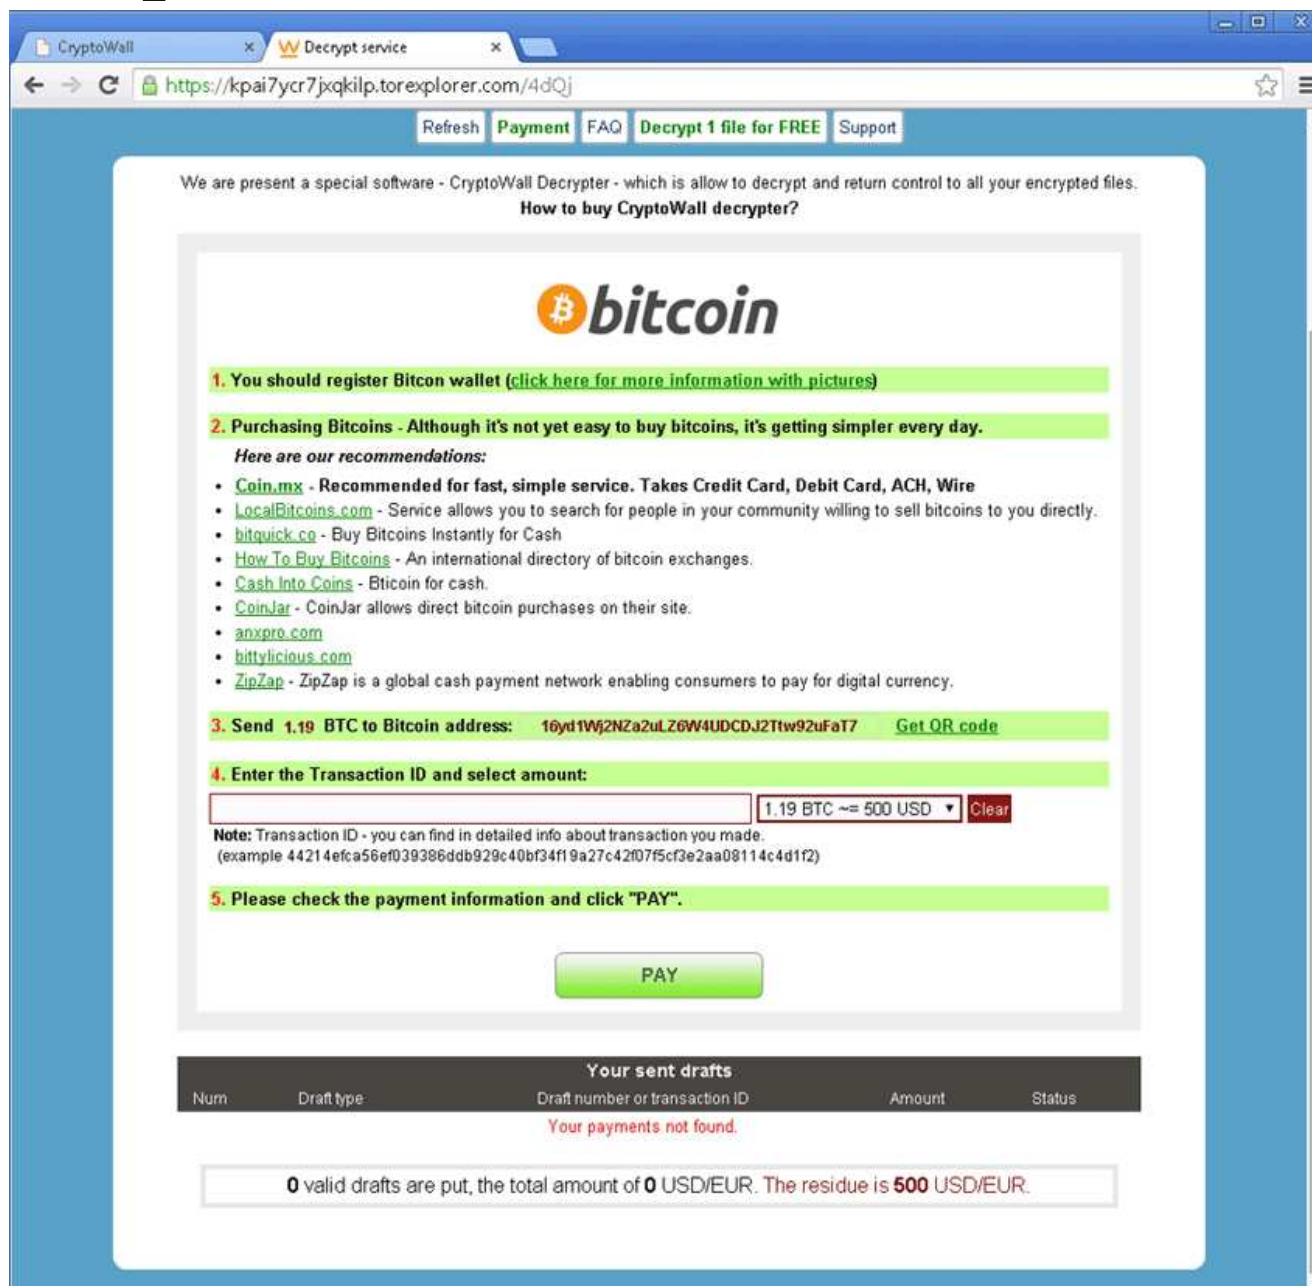 CryptoWall
Decrypt service
https://kpai7ycr7jxqkilp.torexplorer.com/4dQj
Refresh Payment FAQ Decrypt 1 file for FREE Support
We are present a special software - CryptoWall Decrypter - which is allow to decrypt and return control to all your encrypted files.
How to buy CryptoWall decrypter?
bitcoin
1. You should register Bitcon wallet (click here for more information with pictures)
2. Purchasing Bitcoins - Although it's not yet easy to buy bitcoins, it's getting simpler every day.
Here are our recommendations:
• Coin.mx - Recommended for fast, simple service. Takes Credit Card, Debit Card, ACH, Wire
• LocalBitcoins.com - Service allows you to search for people in your community willing to sell bitcoins to you directly.
• bitquick.co - Buy Bitcoins Instantly for Cash
• How To Buy Bitcoins - An international directory of bitcoin exchanges.
• Cash Into Coins - Bticoin for cash.
• CoinJar - CoinJar allows direct bitcoin purchases on their site.
• anxpro.com
• bittylicious.com
• ZipZap - ZipZap is a global cash payment network enabling consumers to pay for digital currency.
3. Send 1.19 BTC to Bitcoin address: 16yd1Wj2NZa2uLZ6W4UDCDJ2Ttw92uFaT7 Get QR code
4. Enter the Transaction ID and select amount:
1.19 BTC ~= 500 USD Clear
Note: Transaction ID - you can find in detailed info about transaction you made.
(example 44214efca56ef039386ddb929c40bf34f19a27c42f07f5cf3e2aa08114c4d1f2)
5. Please check the payment information and click "PAY".
PAY
Your sent drafts
Num Draft type Draft number or transaction ID Amount Status
Your payments not found.
0 valid drafts are put, the total amount of 0 USD/EUR. The residue is 500 USD/EUR.